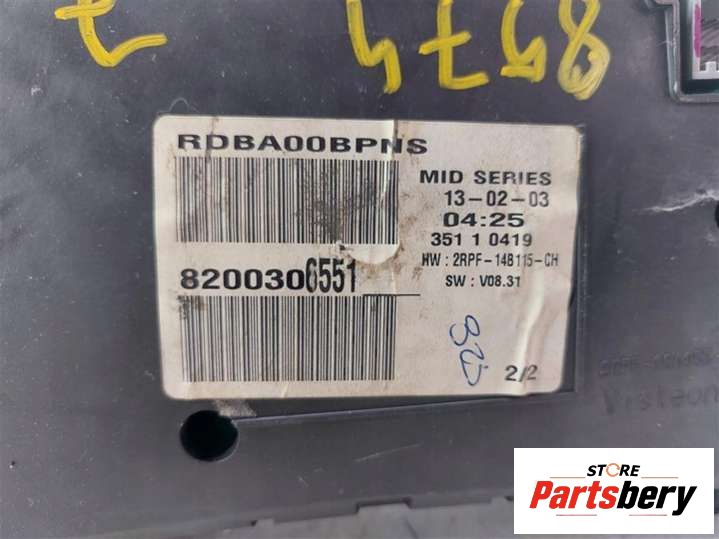 RDBA00BPNS
MID SERIES
13-02-03
04:25
351 1 0419
HW : 2RPF-14B115-CH
SW : V08.31
8200306551
2/2
Visteon
STORE
Partsbery